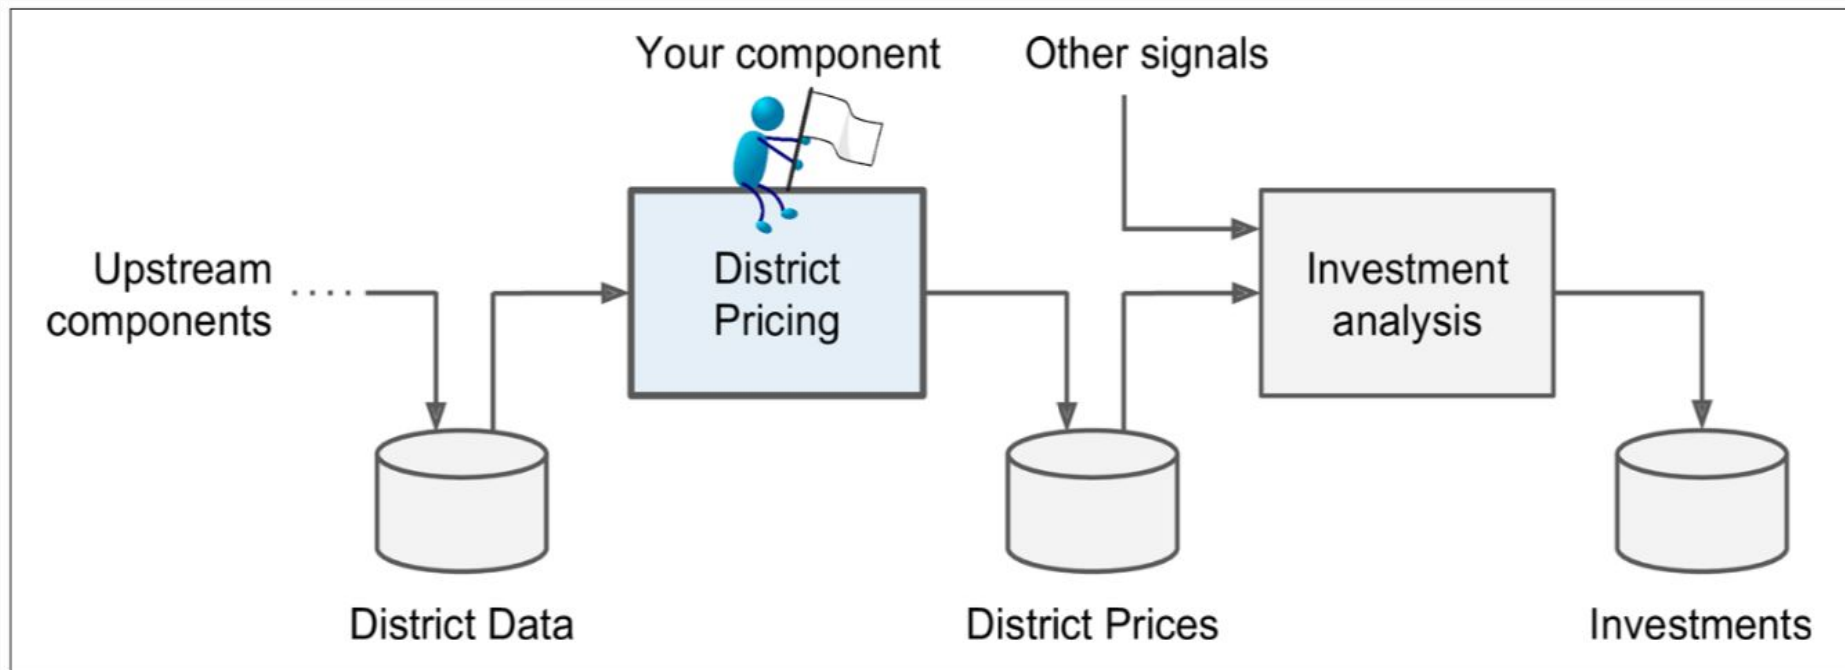 Your component
Other signals
Upstream
components
District
Pricing
Investment
analysis
District Data
District Prices
Investments